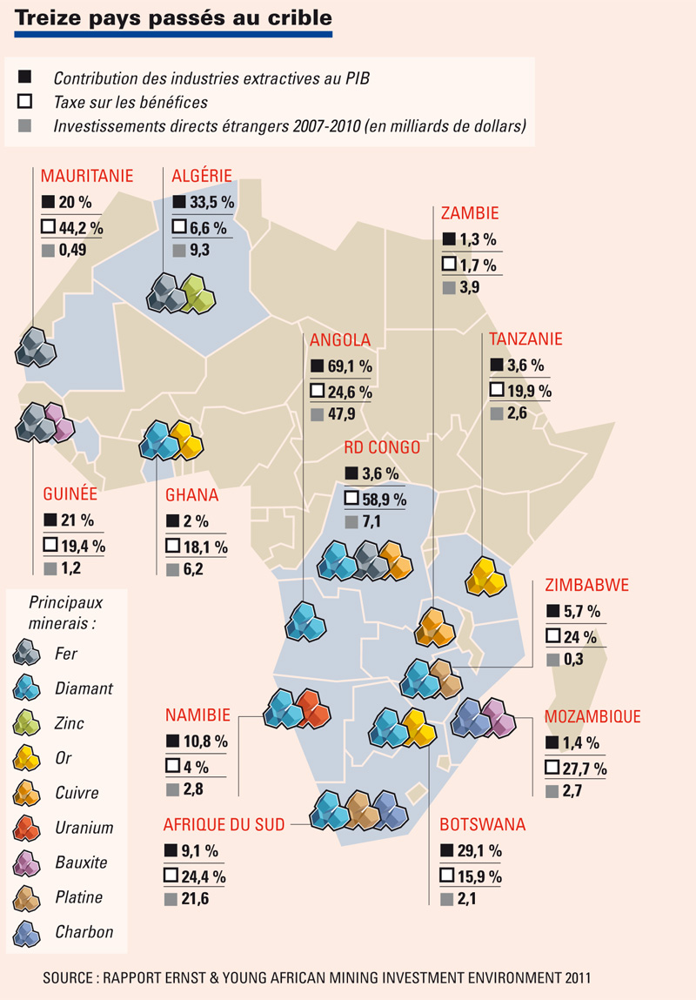 Treize pays passés au crible
Contribution des industries extractives au PIB
Taxe sur les bénéfices
Investissements directs étrangers 2007-2010 (en milliards de dollars)
MAURITANIE
20 %
44,2 %
0,49
ALGÉRIE
33,5 %
6,6 %
9,3
ZAMBIE
1,3 %
1,7 %
3,9
ANGOLA
69,1 %
24,6 %
47,9
TANZANIE
3,6 %
19,9 %
2,6
RD CONGO
3,6 %
58,9 %
7,1
GUINÉE
21 %
19,4 %
1,2
GHANA
2 %
18,1 %
6,2
ZIMBABWE
5,7 %
24 %
0,3
Principaux
minerais :
Fer
Diamant
Zinc
Or
Cuivre
Uranium
Bauxite
Platine
Charbon
NAMIBIE
10,8 %
4 %
2,8
MOZAMBIQUE
1,4 %
27,7 %
2,7
AFRIQUE DU SUD
9,1 %
24,4 %
21,6
BOTSWANA
29,1 %
15,9 %
2,1
SOURCE : RAPPORT ERNST & YOUNG AFRICAN MINING INVESTMENT ENVIRONMENT 2011